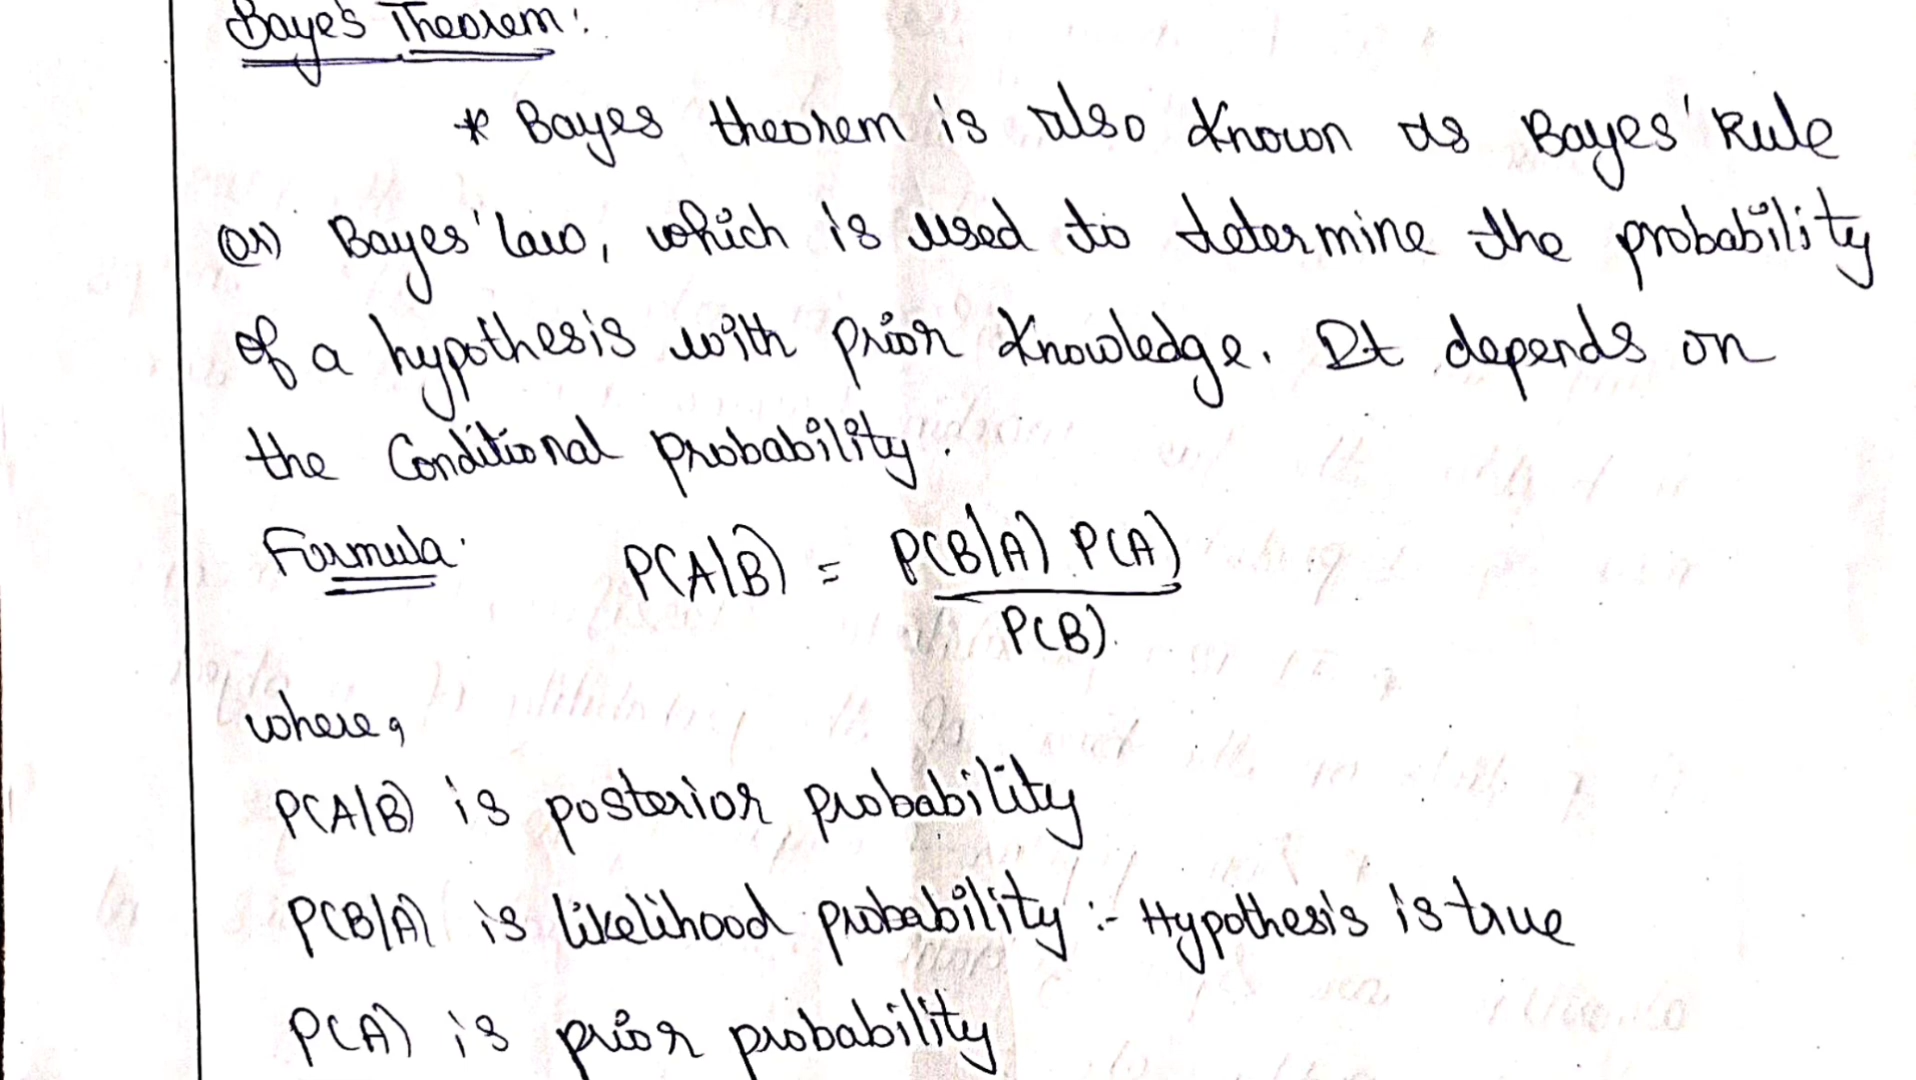 Baye's Theorem:
* Bayes theorem is also known as Bayes' Rule
(or) Bayes' law, which is used to determine the probability
of a hypothesis with prior knowledge. It depends on
the Conditional probability.
Formula: P(A|B) = P(B|A) P(A) / P(B).
where,
P(A|B) is posterior probability
P(B|A) is likelihood probability :- Hypothesis is true
P(A) is prior probability